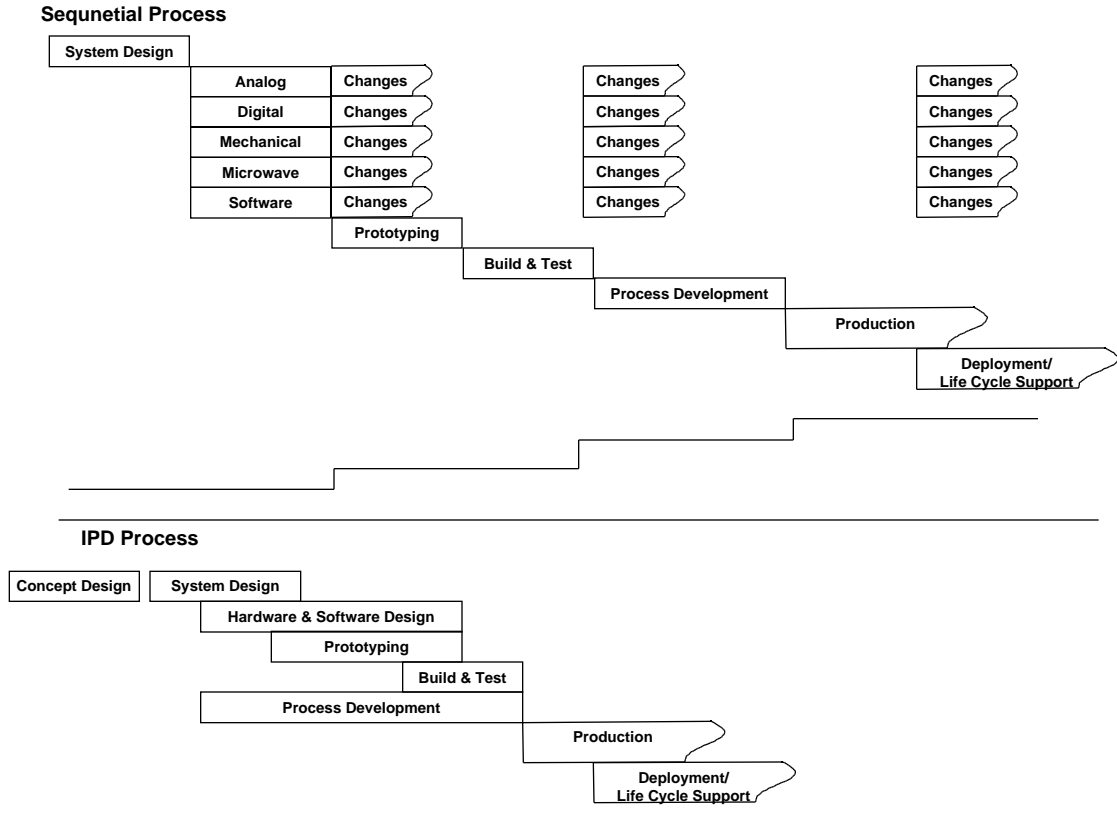 Sequnetial Process
System Design
Analog Changes Changes Changes
Digital Changes Changes Changes
Mechanical Changes Changes Changes
Microwave Changes Changes Changes
Software Changes Changes Changes
Prototyping
Build & Test
Process Development
Production
Deployment/
Life Cycle Support
IPD Process
Concept Design System Design
Hardware & Software Design
Prototyping
Build & Test
Process Development
Production
Deployment/
Life Cycle Support